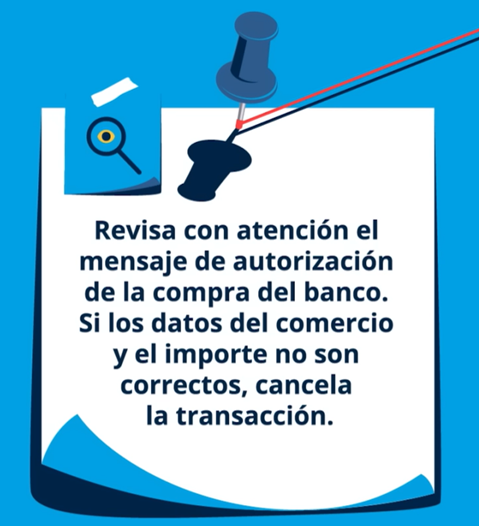 Revisa con atención el
mensaje de autorización
de la compra del banco.
Si los datos del comercio
y el importe no son
correctos, cancela
la transacción.